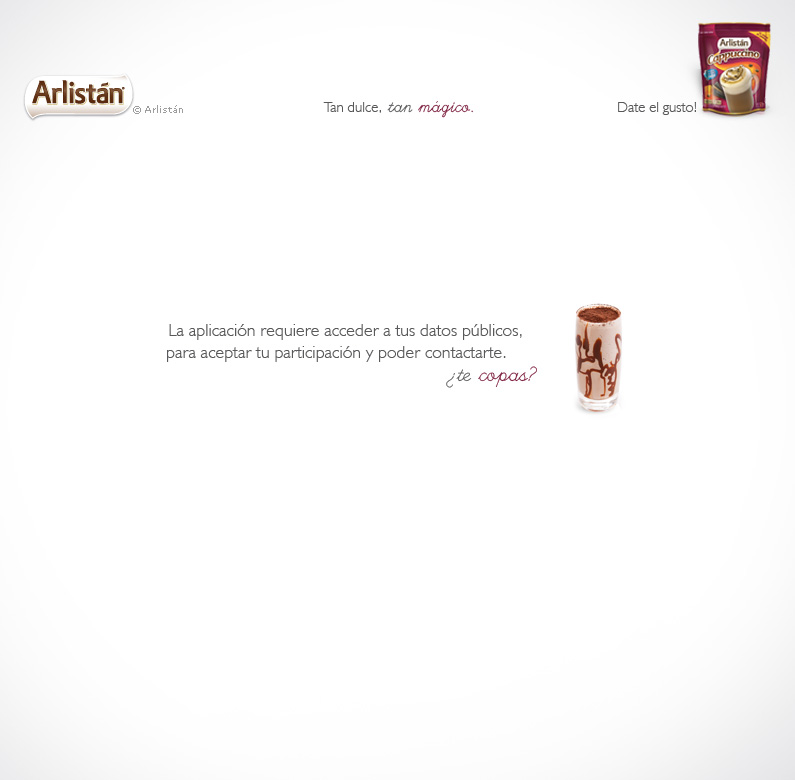 Arlistán
© Arlistán
Tan dulce, tan mágico.
Date el gusto!
Arlistán
Cappuccino
La aplicación requiere acceder a tus datos públicos,
para aceptar tu participación y poder contactarte.
¿te copas?